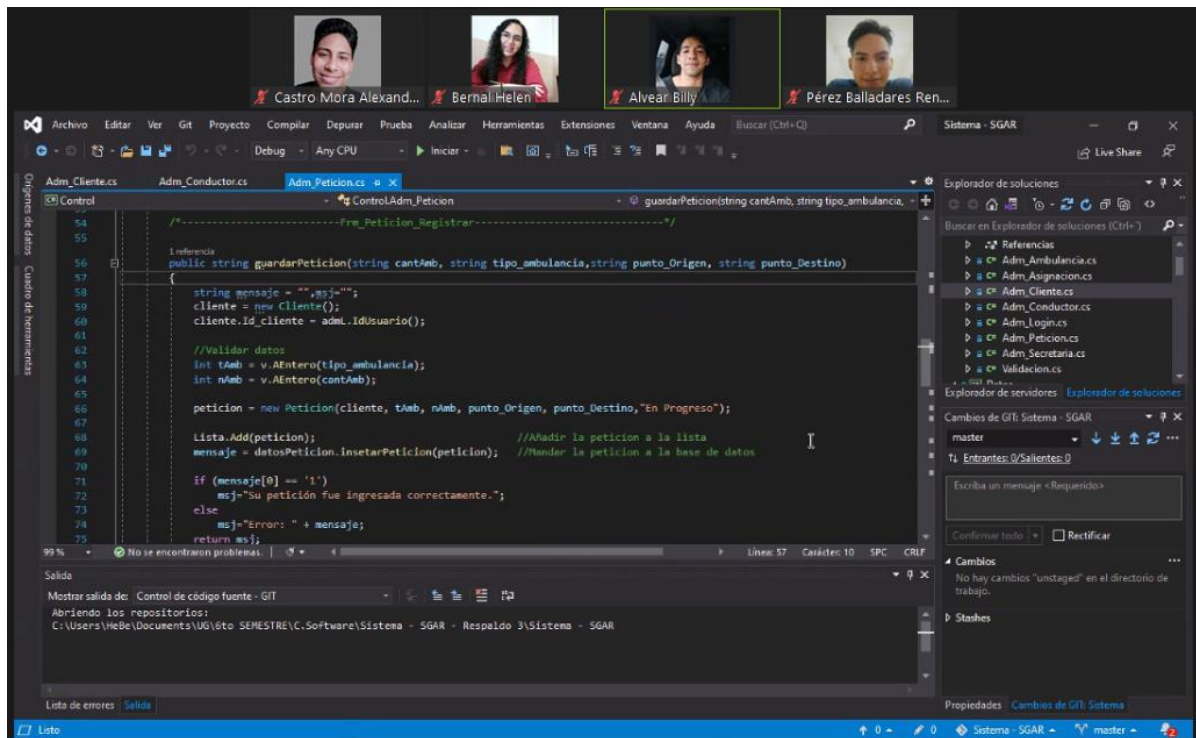 Castro Mora Alexand... Bernal Helen Alvear Billy Pérez Balladares Ren...
Archivo Editar Ver Git Proyecto Compilar Depurar Prueba Analizar Herramientas Extensiones Ventana Ayuda Buscar (Ctrl+Q) Sistema - SGAR
Debug Any CPU Iniciar Live Share
Orígenes de datos
Cuadro de herramientas
Adm_Cliente.cs Adm_Conductor.cs Adm_Peticion.cs
Control Control.Adm_Peticion guardarPeticion(string cantAmb, string tipo_ambulancia,
54 /*------------------------------Frm_Peticion_Registrar-----------------------------------*/
55
1 referencia
56 public string guardarPeticion(string cantAmb, string tipo_ambulancia,string punto_Origen, string punto_Destino)
57 {
58 string mensaje = "",msj="";
59 cliente = new Cliente();
60 cliente.Id_cliente = admL.IdUsuario();
61
62 //Validar datos
63 int tAmb = v.AEntero(tipo_ambulancia);
64 int nAmb = v.AEntero(cantAmb);
65
66 peticion = new Peticion(cliente, tAmb, nAmb, punto_Origen, punto_Destino,"En Progreso");
67
68 Lista.Add(peticion); //Añadir la peticion a la lista
69 mensaje = datosPeticion.insetarPeticion(peticion); //Mandar la peticion a la base de datos
70
71 if (mensaje[0] == '1')
72 msj="Su petición fue ingresada correctamente.";
73 else
74 msj="Error: " + mensaje;
75 return msj;
99 % No se encontraron problemas. Línea: 57 Carácter: 10 SPC CRLF
Salida
Mostrar salida de: Control de código fuente - GIT
Abriendo los repositorios:
C:\Users\HeBe\Documents\UG\6to SEMESTRE\C.Software\Sistema - SGAR - Respaldo 3\Sistema - SGAR
Lista de errores Salida
Explorador de soluciones
Buscar en Explorador de soluciones (Ctrl+¨)
Referencias
C# Adm_Ambulancia.cs
C# Adm_Asignacion.cs
C# Adm_Cliente.cs
C# Adm_Conductor.cs
C# Adm_Login.cs
C# Adm_Peticion.cs
C# Adm_Secretaria.cs
C# Validacion.cs
Explorador de servidores Explorador de soluciones
Cambios de GIT: Sistema - SGAR
master
Entrantes: 0/Salientes: 0
Escriba un mensaje <Requerido>
Confirmar todo Rectificar
Cambios
No hay cambios "unstaged" en el directorio de
trabajo.
Stashes
Propiedades Cambios de GIT: Sistema
Listo 0 0 Sistema - SGAR master 2